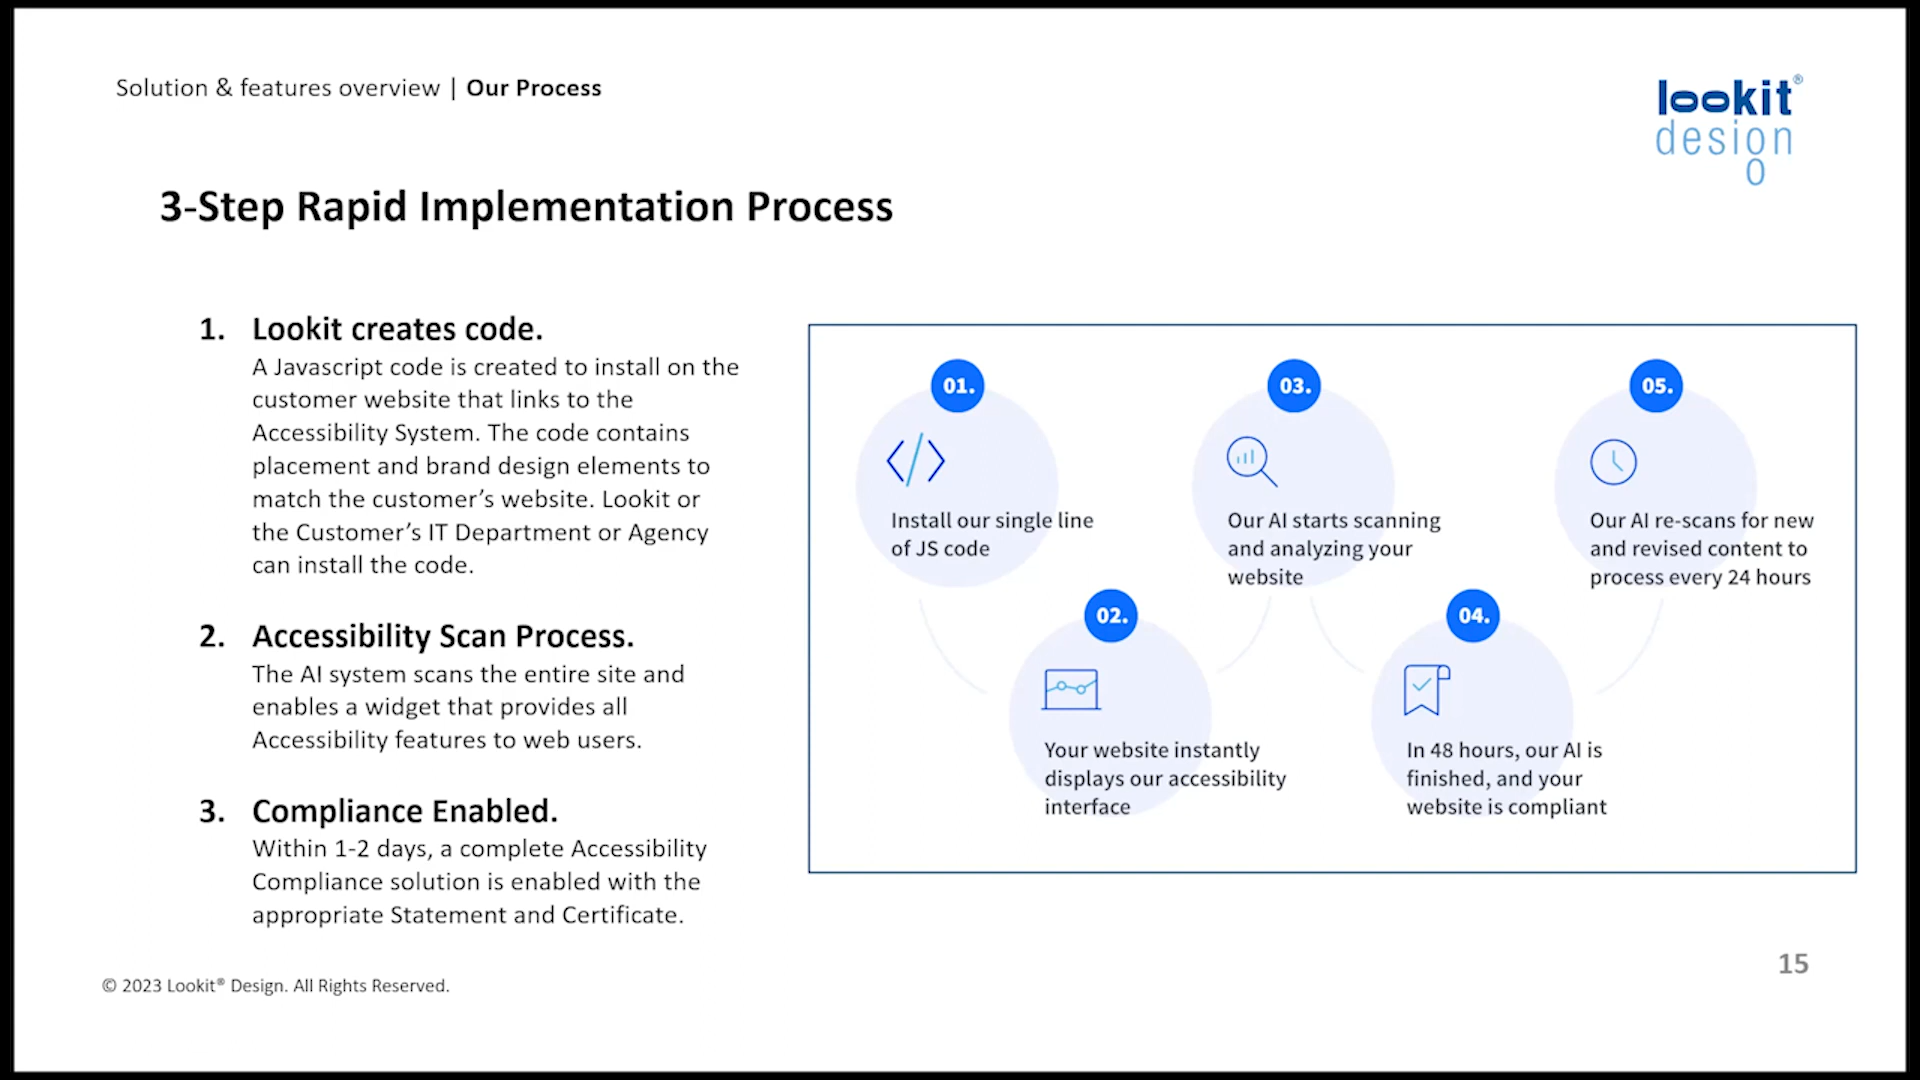 Solution & features overview | Our Process
lookit®
design
3-Step Rapid Implementation Process
1. Lookit creates code.
A Javascript code is created to install on the
customer website that links to the
Accessibility System. The code contains
placement and brand design elements to
match the customer’s website. Lookit or
the Customer’s IT Department or Agency
can install the code.
2. Accessibility Scan Process.
The AI system scans the entire site and
enables a widget that provides all
Accessibility features to web users.
3. Compliance Enabled.
Within 1-2 days, a complete Accessibility
Compliance solution is enabled with the
appropriate Statement and Certificate.
01.
Install our single line
of JS code
02.
Your website instantly
displays our accessibility
interface
03.
Our AI starts scanning
and analyzing your
website
04.
In 48 hours, our AI is
finished, and your
website is compliant
05.
Our AI re-scans for new
and revised content to
process every 24 hours
15
© 2023 Lookit® Design. All Rights Reserved.